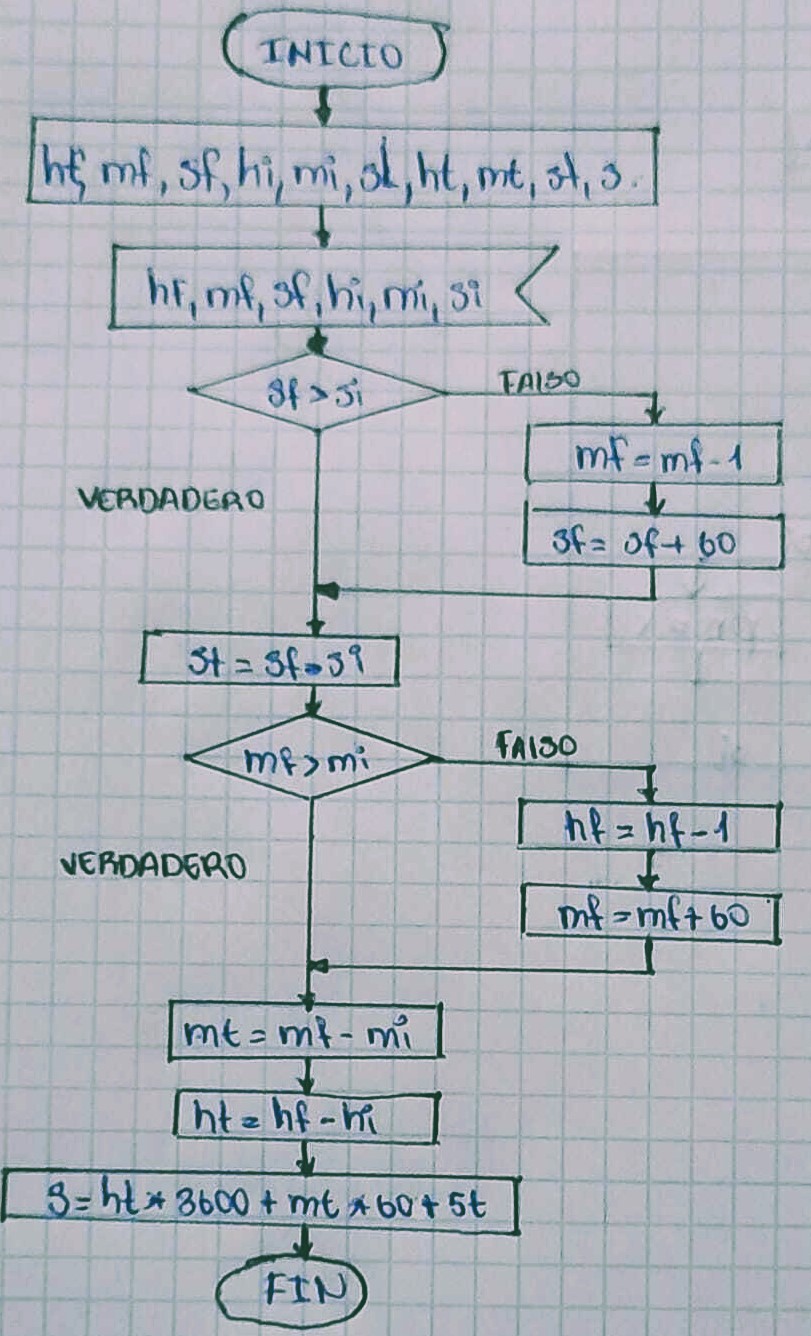 INICIO
hf, mf, sf, hi, mi, si, ht, mt, st, s.
hf, mf, sf, hi, mi, si
sf > si
FALSO
mf = mf - 1
VERDADERO
sf = sf + 60
st = sf - si
mf > mi
FALSO
hf = hf - 1
VERDADERO
mf = mf + 60
mt = mf - mi
ht = hf - hi
s = ht * 3600 + mt * 60 + st
FIN